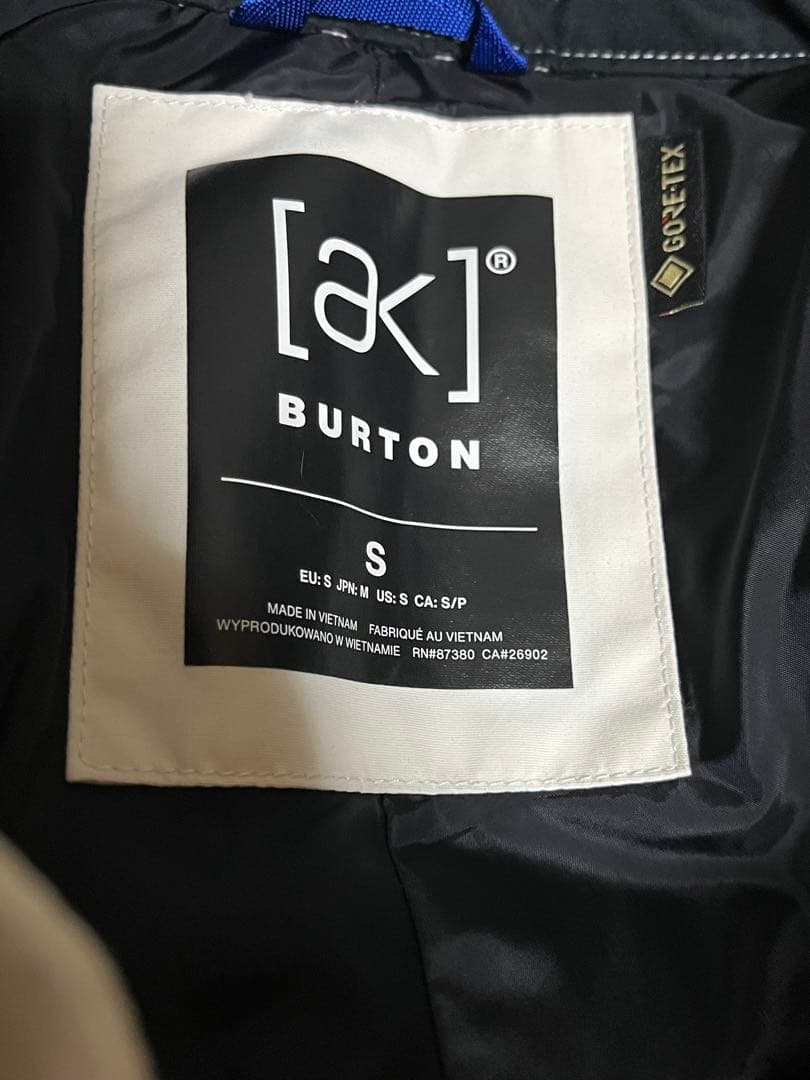 [ak]®
BURTON
S
EU: S JPN: M US: S CA: S/P
MADE IN VIETNAM FABRIQUÉ AU VIETNAM
WYPRODUKOWANO W WIETNAMIE RN#87380 CA#26902
GORE-TEX